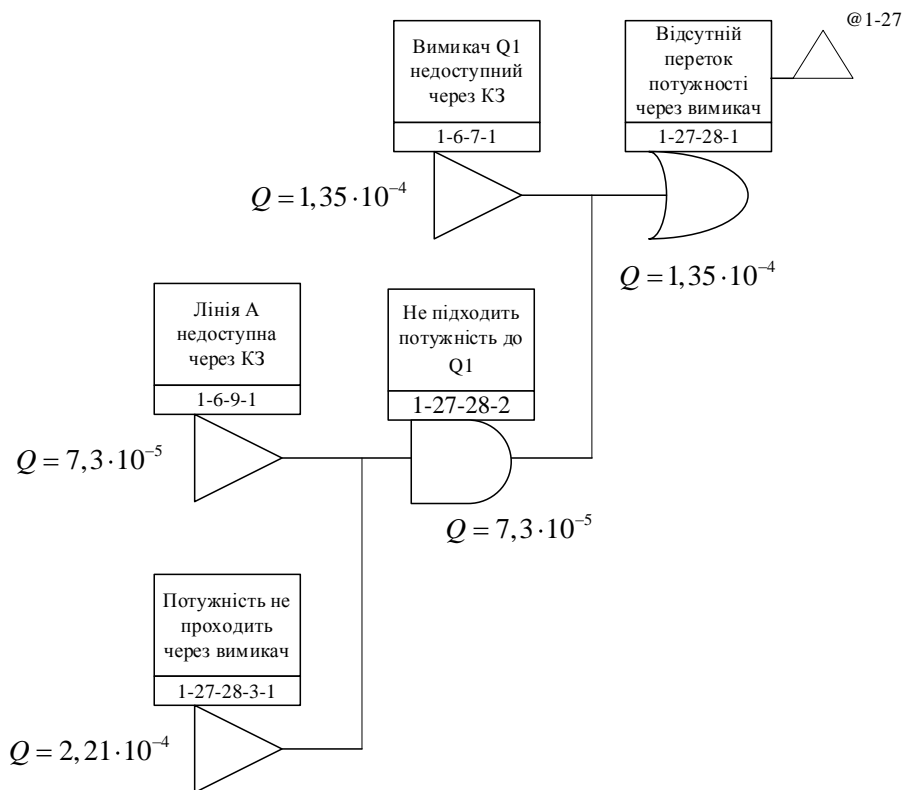 @1-27
Вимикач Q1
недоступний
через КЗ
1-6-7-1
Q = 1,35·10⁻⁴
Відсутній
переток
потужності
через вимикач
1-27-28-1
Q = 1,35·10⁻⁴
Лінія А
недоступна
через КЗ
1-6-9-1
Q = 7,3·10⁻⁵
Не підходить
потужність до
Q1
1-27-28-2
Q = 7,3·10⁻⁵
Потужність не
проходить
через вимикач
1-27-28-3-1
Q = 2,21·10⁻⁴